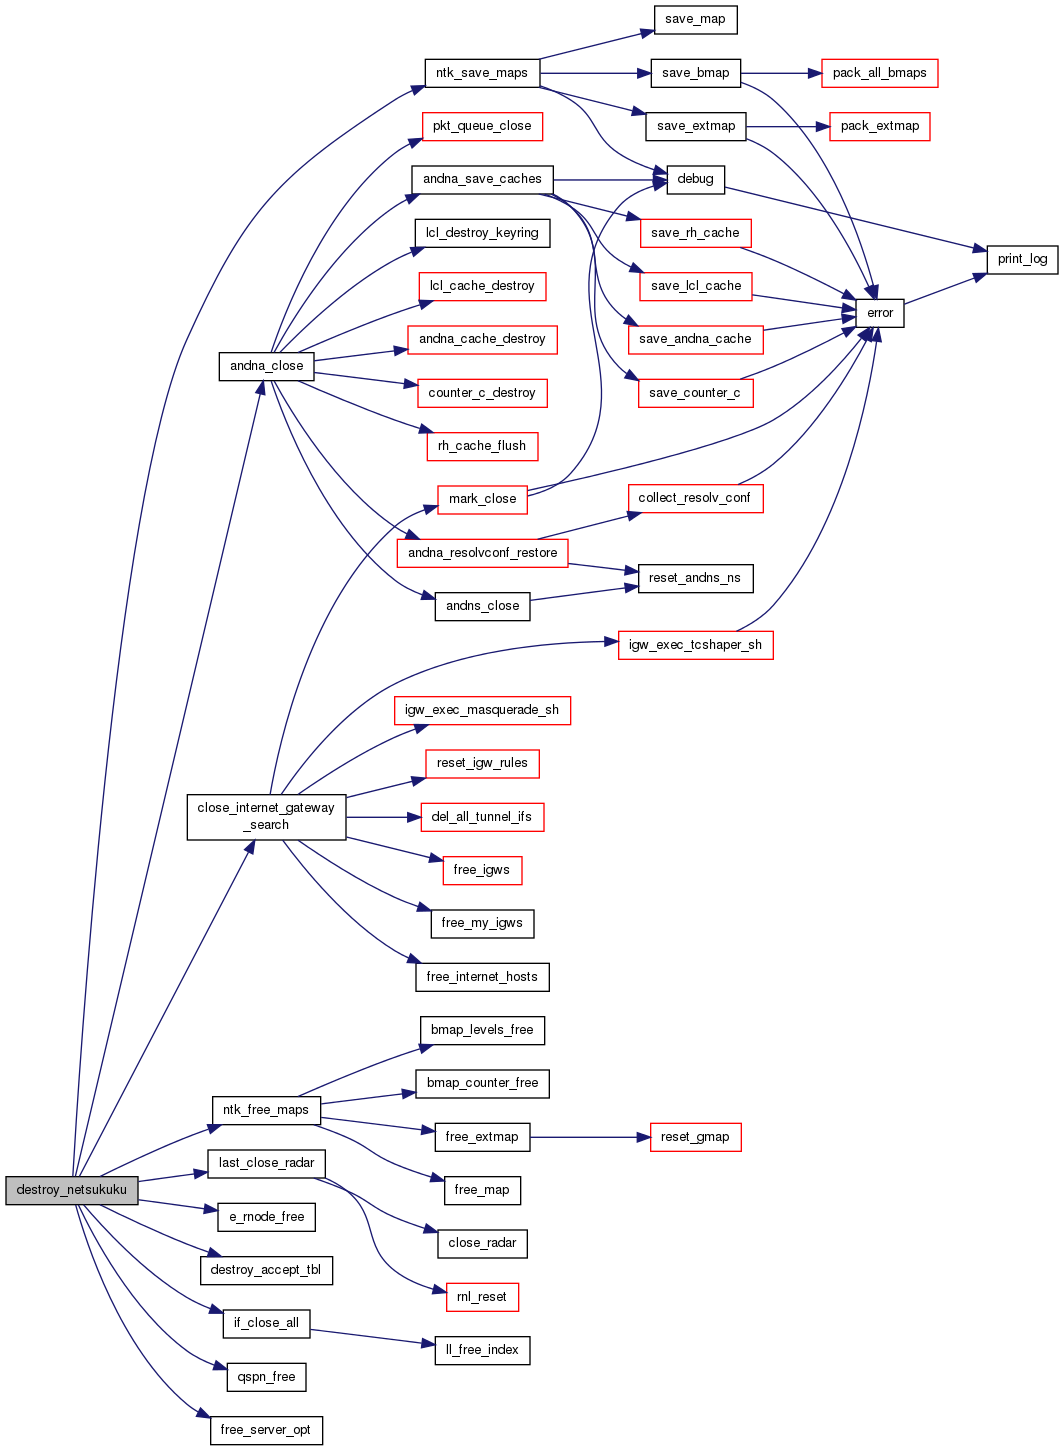 save_map
ntk_save_maps
save_bmap
pack_all_bmaps
pkt_queue_close
save_extmap
pack_extmap
andna_save_caches
debug
lcl_destroy_keyring
save_rh_cache
print_log
lcl_cache_destroy
save_lcl_cache
error
andna_close
andna_cache_destroy
save_andna_cache
counter_c_destroy
save_counter_c
rh_cache_flush
mark_close
collect_resolv_conf
andna_resolvconf_restore
reset_andns_ns
andns_close
igw_exec_tcshaper_sh
igw_exec_masquerade_sh
reset_igw_rules
close_internet_gateway
_search
del_all_tunnel_ifs
free_igws
free_my_igws
free_internet_hosts
bmap_levels_free
bmap_counter_free
ntk_free_maps
free_extmap
reset_gmap
last_close_radar
free_map
destroy_netsukuku
e_rnode_free
close_radar
destroy_accept_tbl
rnl_reset
if_close_all
ll_free_index
qspn_free
free_server_opt